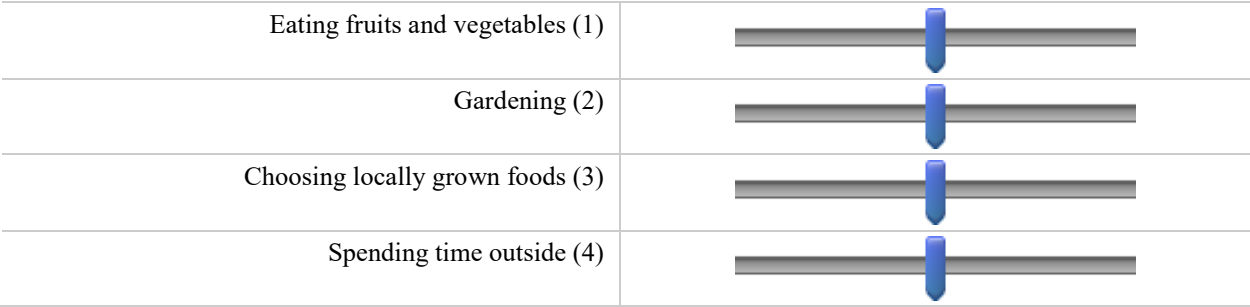 Eating fruits and vegetables (1)
Gardening (2)
Choosing locally grown foods (3)
Spending time outside (4)